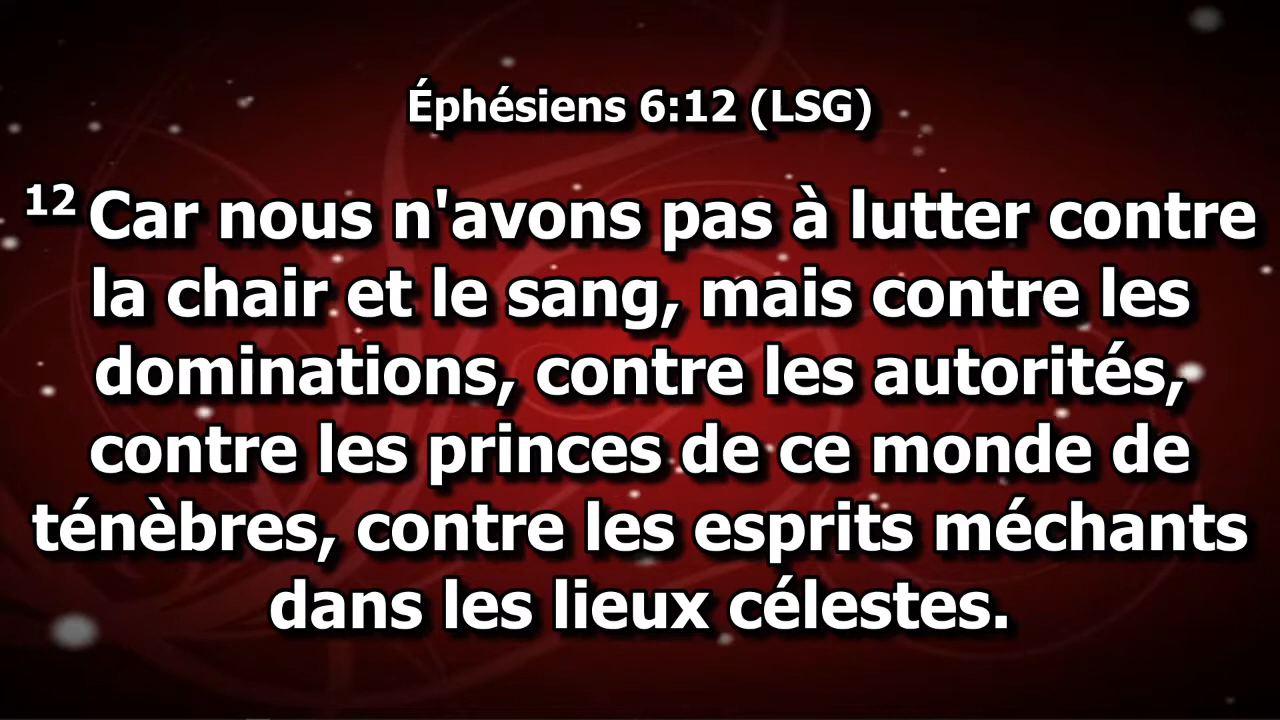 Éphésiens 6:12 (LSG)
12 Car nous n'avons pas à lutter contre
la chair et le sang, mais contre les
dominations, contre les autorités,
contre les princes de ce monde de
ténèbres, contre les esprits méchants
dans les lieux célestes.